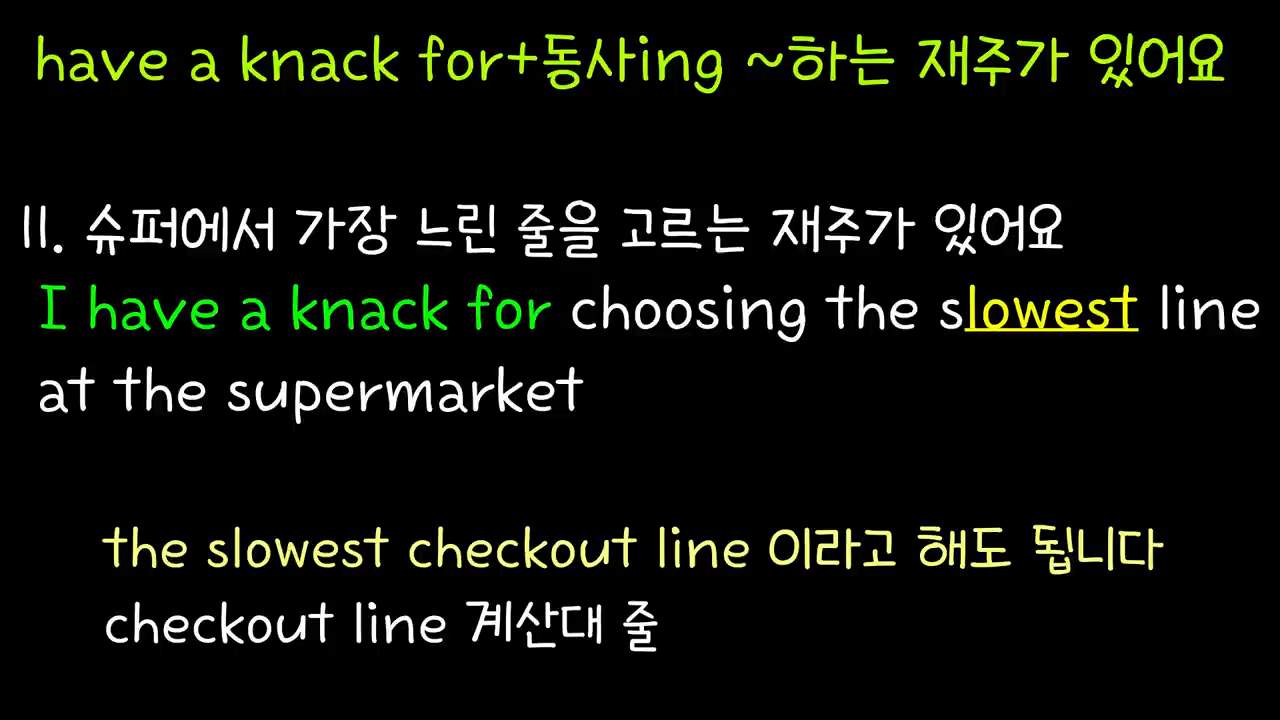 have a knack for+동사ing ~하는 재주가 있어요
11. 슈퍼에서 가장 느린 줄을 고르는 재주가 있어요
I have a knack for choosing the slowest line
at the supermarket
the slowest checkout line 이라고 해도 됩니다
checkout line 계산대 줄